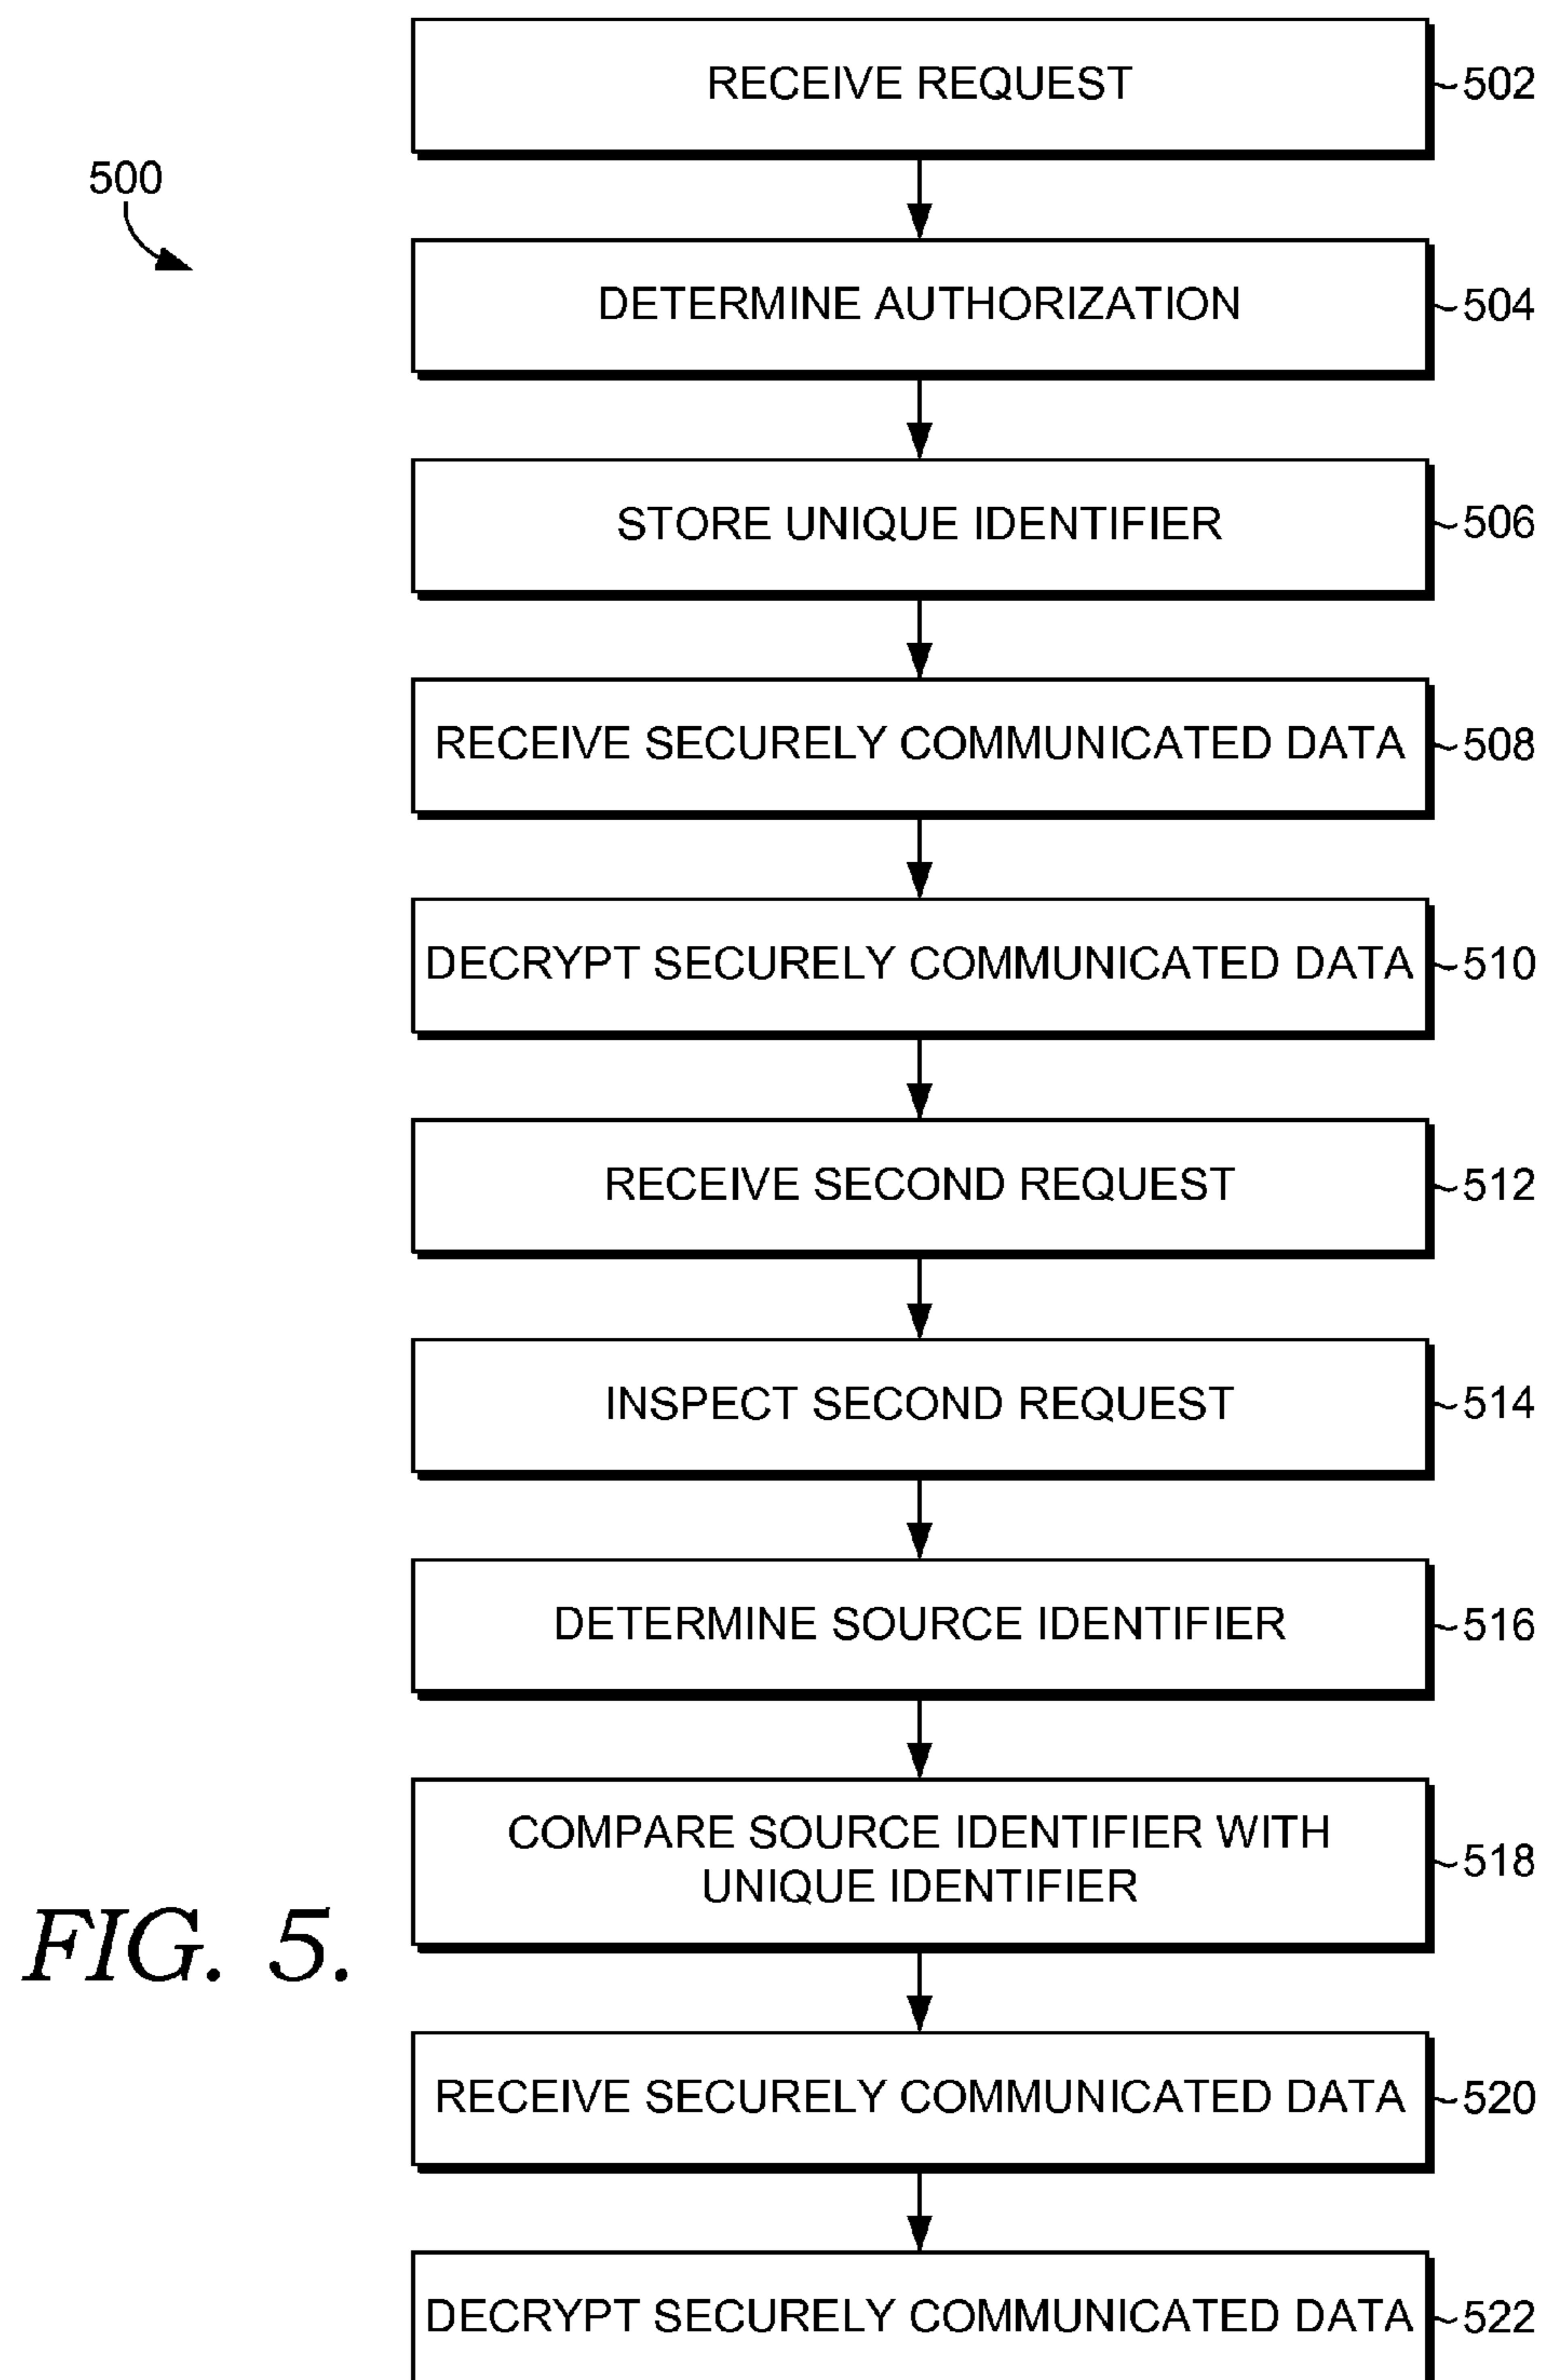 RECEIVE REQUEST
502
500
DETERMINE AUTHORIZATION
504
STORE UNIQUE IDENTIFIER
506
RECEIVE SECURELY COMMUNICATED DATA
508
DECRYPT SECURELY COMMUNICATED DATA
510
RECEIVE SECOND REQUEST
512
INSPECT SECOND REQUEST
514
DETERMINE SOURCE IDENTIFIER
516
COMPARE SOURCE IDENTIFIER WITH
UNIQUE IDENTIFIER
518
FIG. 5.
RECEIVE SECURELY COMMUNICATED DATA
520
DECRYPT SECURELY COMMUNICATED DATA
522